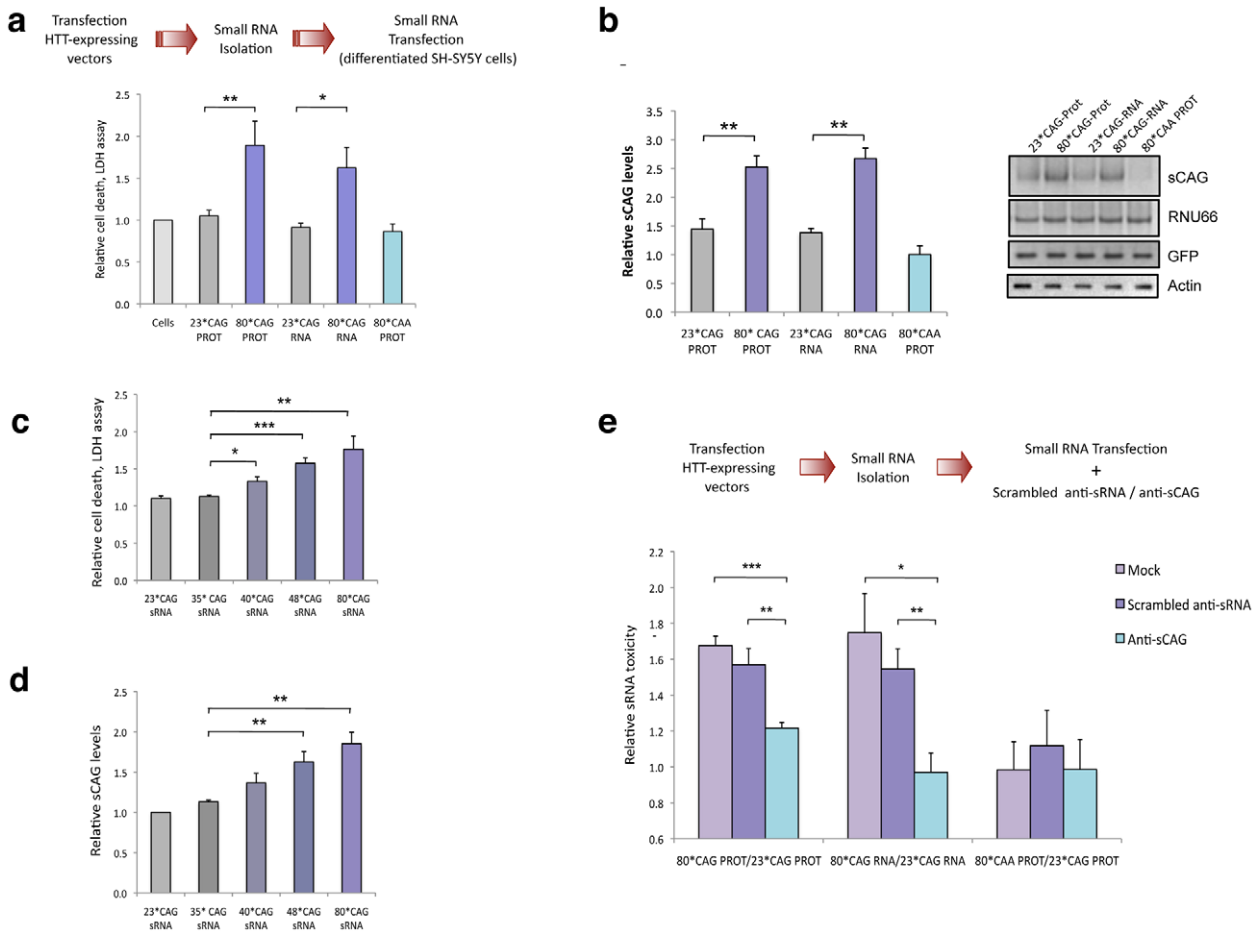 a
Transfection
HTT-expressing
vectors
Small RNA
Isolation
Small RNA
Transfection
(differentiated SH-SY5Y cells)
Relative cell death, LDH assay
2.5
2.0
1.5
1.0
0.5
0.0
**
*
Cells
23*CAG
PROT
80*CAG
PROT
23*CAG
RNA
80*CAG
RNA
80*CAA
PROT
b
Relative sCAG levels
3.5
3.0
2.5
2.0
1.5
1.0
0.5
0.0
**
**
23*CAG
PROT
80* CAG
PROT
23*CAG
RNA
80*CAG
RNA
80*CAA
PROT
23*CAG-Prot
80*CAG-Prot
23*CAG-RNA
80*CAG-RNA
80*CAA PROT
sCAG
RNU66
GFP
Actin
c
Relative cell death, LDH assay
2.5
2.0
1.5
1.0
0.5
0.0
**
***
*
23*CAG
sRNA
35* CAG
sRNA
40*CAG
sRNA
48*CAG
sRNA
80*CAG
sRNA
d
Relative sCAG levels
2.5
2.0
1.5
1.0
0.5
0.0
**
**
23*CAG
sRNA
35* CAG
sRNA
40*CAG
sRNA
48*CAG
sRNA
80*CAG
sRNA
e
Transfection
HTT-expressing
vectors
Small RNA
Isolation
Small RNA Transfection
+
Scrambled anti-sRNA / anti-sCAG
Relative sRNA toxicity
2.2
2.0
1.8
1.6
1.4
1.2
1.0
0.8
0.6
***
**
*
**
Mock
Scrambled anti-sRNA
Anti-sCAG
80*CAG PROT/23*CAG PROT
80*CAG RNA/23*CAG RNA
80*CAA PROT/23*CAG PROT